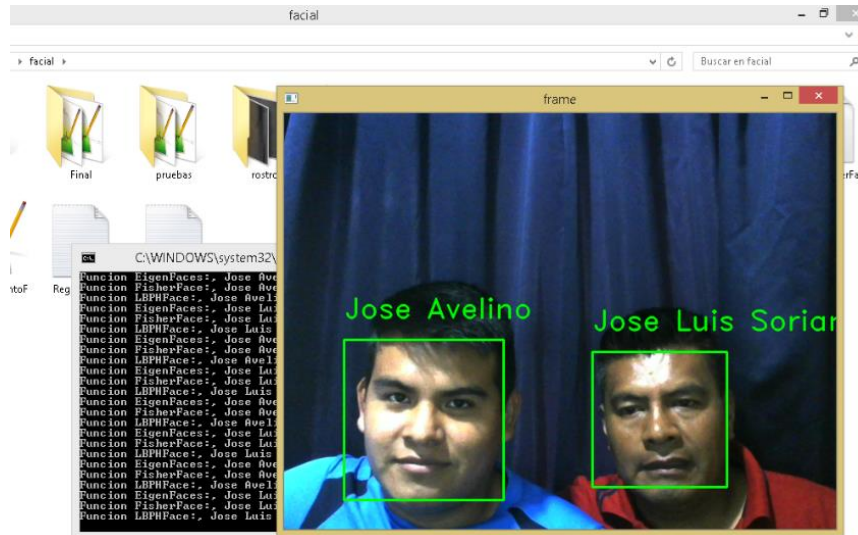 facial
facial
Buscar en facial
Final
pruebas
rostro
frame
Jose Avelino
Jose Luis Sorian
C:\WINDOWS\system32\
Funcion EigenFaces:, Jose Ave
Funcion FisherFace:, Jose Ave
Funcion LBPHFace:, Jose Aveli
Funcion EigenFaces:, Jose Lui
Funcion FisherFace:, Jose Lui
Funcion LBPHFace:, Jose Luis
Funcion EigenFaces:, Jose Ave
Funcion FisherFace:, Jose Ave
Funcion LBPHFace:, Jose Aveli
Funcion EigenFaces:, Jose Lui
Funcion FisherFace:, Jose Lui
Funcion LBPHFace:, Jose Luis
Funcion EigenFaces:, Jose Ave
Funcion FisherFace:, Jose Ave
Funcion LBPHFace:, Jose Aveli
Funcion EigenFaces:, Jose Lui
Funcion FisherFace:, Jose Lui
Funcion LBPHFace:, Jose Luis
Funcion EigenFaces:, Jose Ave
Funcion FisherFace:, Jose Ave
Funcion LBPHFace:, Jose Aveli
Funcion EigenFaces:, Jose Lui
Funcion FisherFace:, Jose Lui
Funcion LBPHFace:, Jose Luis
ntoF
Reg